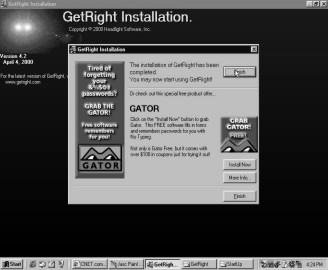 GetRight Installation
GetRight Installation.
Copyright © 2000 Headlight Software, Inc.
Version 4.2
April 4, 2000
For the latest version of GetRight,
www.getright.com
GetRight Installation
Tired of
forgetting
your
&%$@$
passwords?
GRAB THE
GATOR!
Free software
remembers
for you!
GATOR
The installation of GetRight has been
completed.
You may now start using GetRight!
Or check out this special free product offer...
GATOR
Click on the "Install Now" button to grab
Gator. This FREE software fills in forms
and remembers passwords for you with
No Typing.
Not only is Gator Free, but it comes with
over $100 in coupons just for trying it out!
Finish
GRAB
GATOR!
FREE!
Install Now
More Info...
Finish
Start
CNET.com...
Jasc Paint...
GetRigh...
GetRight
StartUp
4:24 PM